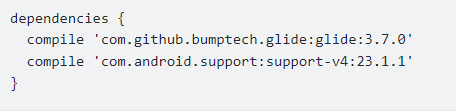 dependencies {
  compile 'com.github.bumptech.glide:glide:3.7.0'
  compile 'com.android.support:support-v4:23.1.1'
}